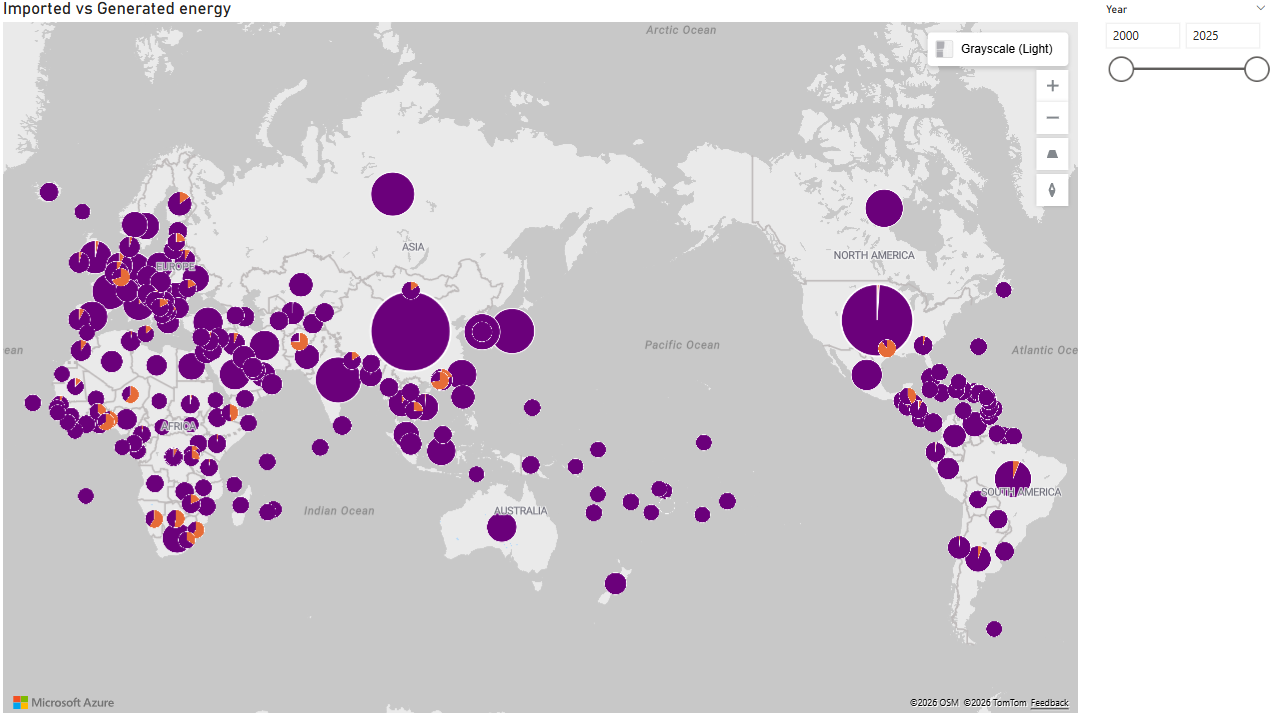 Imported vs Generated energy
Year
2000
2025
Arctic Ocean
Grayscale (Light)
ASIA
NORTH AMERICA
EUROPE
Pacific Ocean
ean
Atlantic Oce
AFRICA
SOUTH AMERICA
Indian Ocean
AUSTRALIA
Microsoft Azure
©2026 OSM ©2026 TomTom Feedback